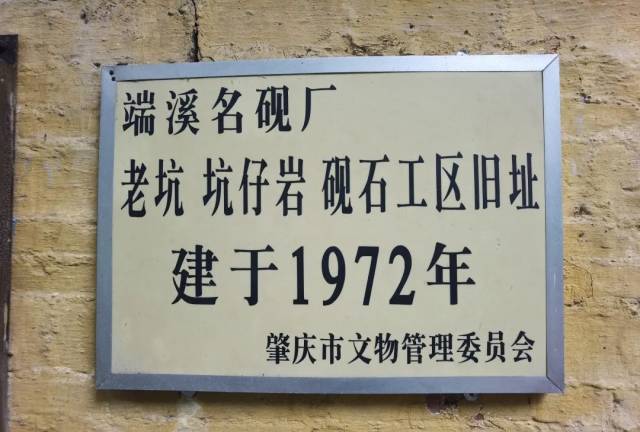 端溪名砚厂
老坑 坑仔岩 砚石工区旧址
建于1972年
肇庆市文物管理委员会